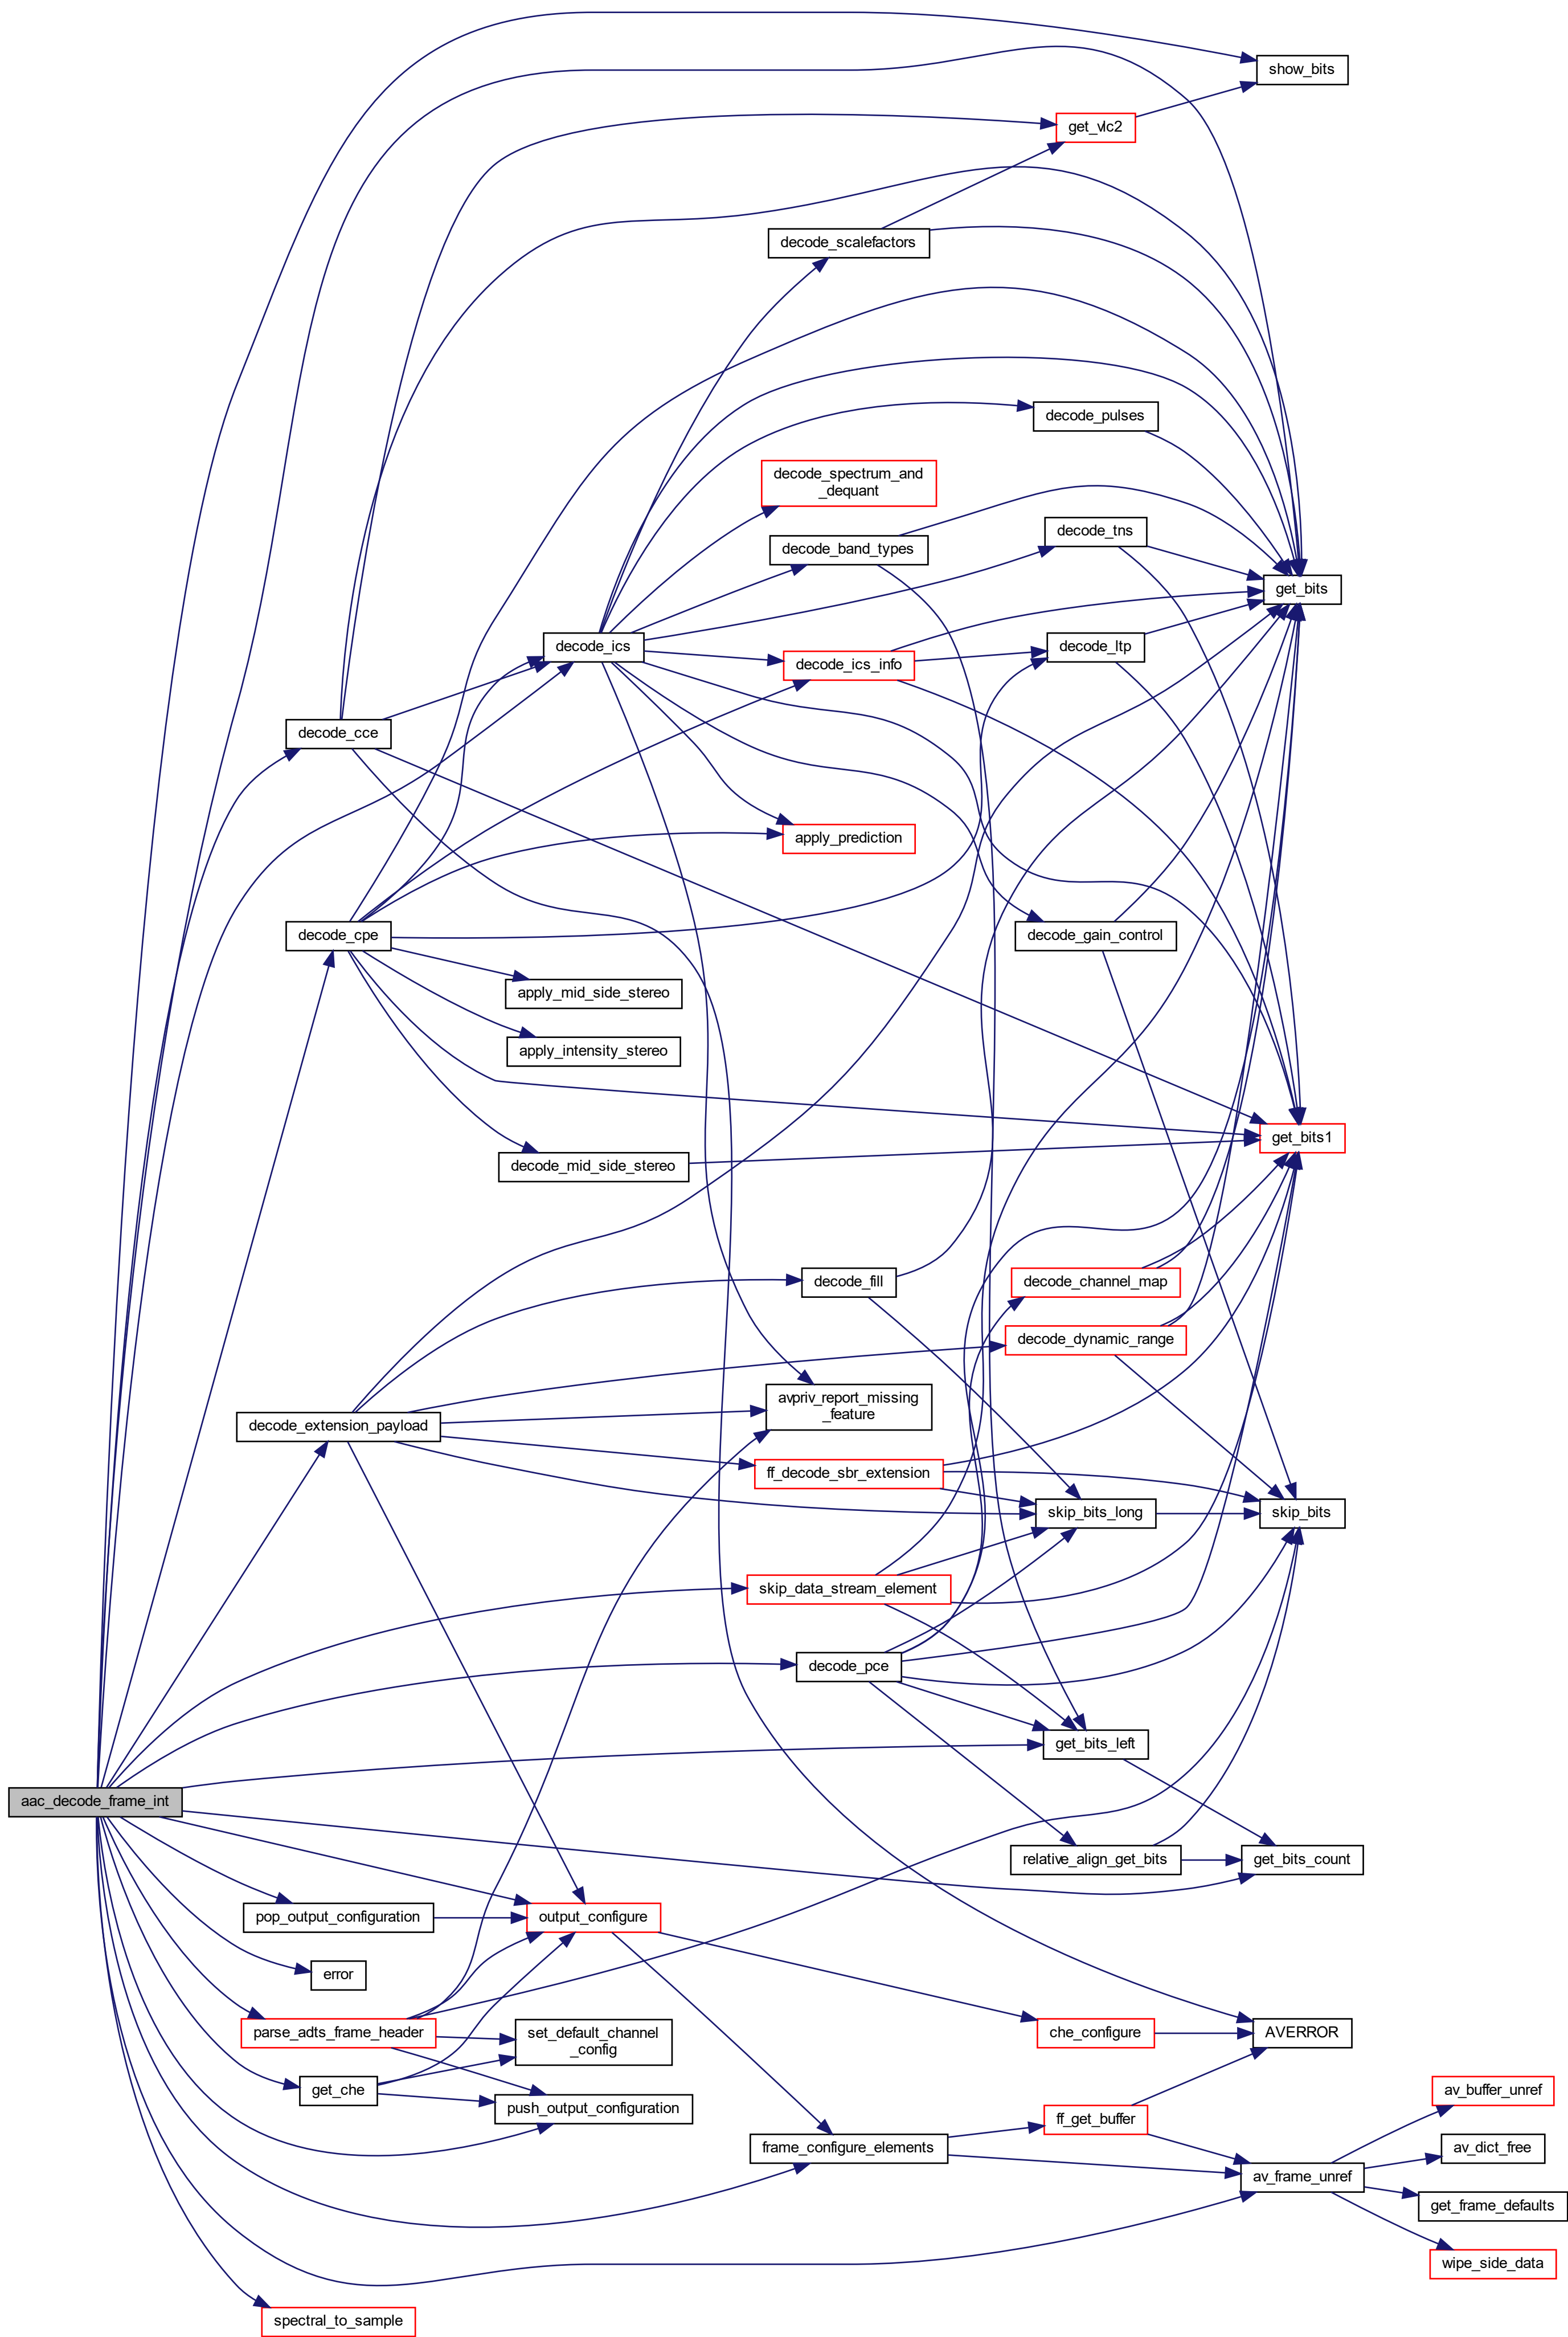 show_bits
get_vlc2
decode_scalefactors
decode_pulses
decode_spectrum_and
_dequant
decode_tns
decode_band_types
get_bits
decode_ics
decode_ltp
decode_ics_info
decode_cce
apply_prediction
decode_cpe
decode_gain_control
apply_mid_side_stereo
apply_intensity_stereo
get_bits1
decode_mid_side_stereo
decode_fill
decode_channel_map
decode_dynamic_range
avpriv_report_missing
_feature
decode_extension_payload
ff_decode_sbr_extension
skip_bits_long
skip_bits
skip_data_stream_element
decode_pce
get_bits_left
aac_decode_frame_int
relative_align_get_bits
get_bits_count
pop_output_configuration
output_configure
error
parse_adts_frame_header
set_default_channel
_config
che_configure
AVERROR
get_che
push_output_configuration
ff_get_buffer
av_buffer_unref
frame_configure_elements
av_dict_free
av_frame_unref
get_frame_defaults
wipe_side_data
spectral_to_sample